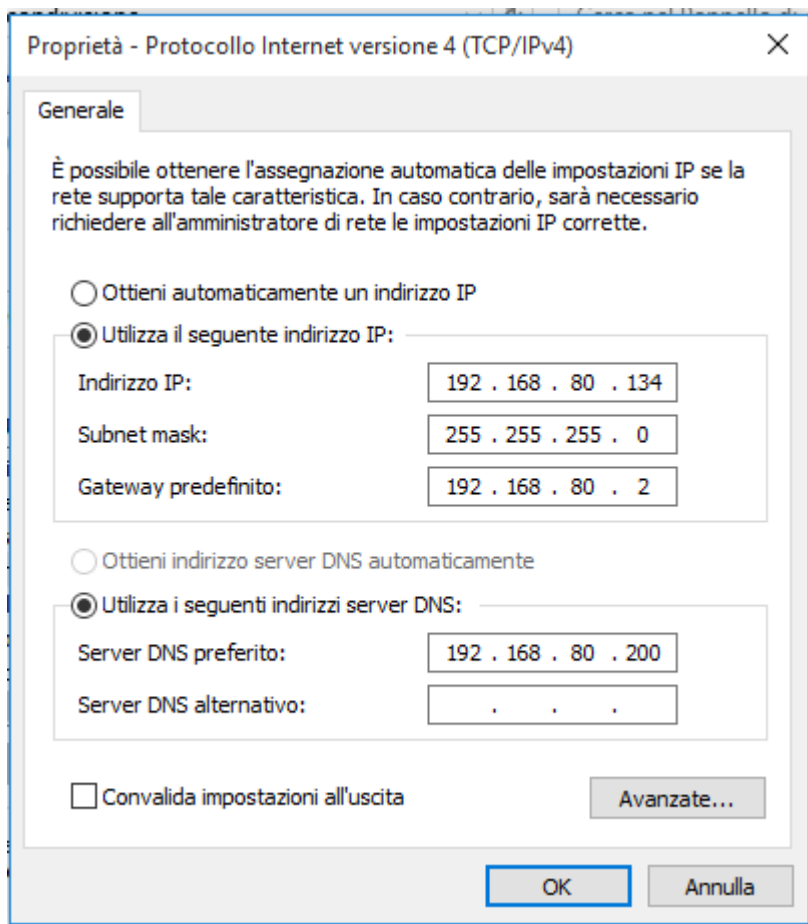 Proprietà - Protocollo Internet versione 4 (TCP/IPv4)
Generale
È possibile ottenere l'assegnazione automatica delle impostazioni IP se la
rete supporta tale caratteristica. In caso contrario, sarà necessario
richiedere all'amministratore di rete le impostazioni IP corrette.
Ottieni automaticamente un indirizzo IP
Utilizza il seguente indirizzo IP:
Indirizzo IP: 192 . 168 . 80 . 134
Subnet mask: 255 . 255 . 255 . 0
Gateway predefinito: 192 . 168 . 80 . 2
Ottieni indirizzo server DNS automaticamente
Utilizza i seguenti indirizzi server DNS:
Server DNS preferito: 192 . 168 . 80 . 200
Server DNS alternativo: . . .
Convalida impostazioni all'uscita Avanzate...
OK Annulla